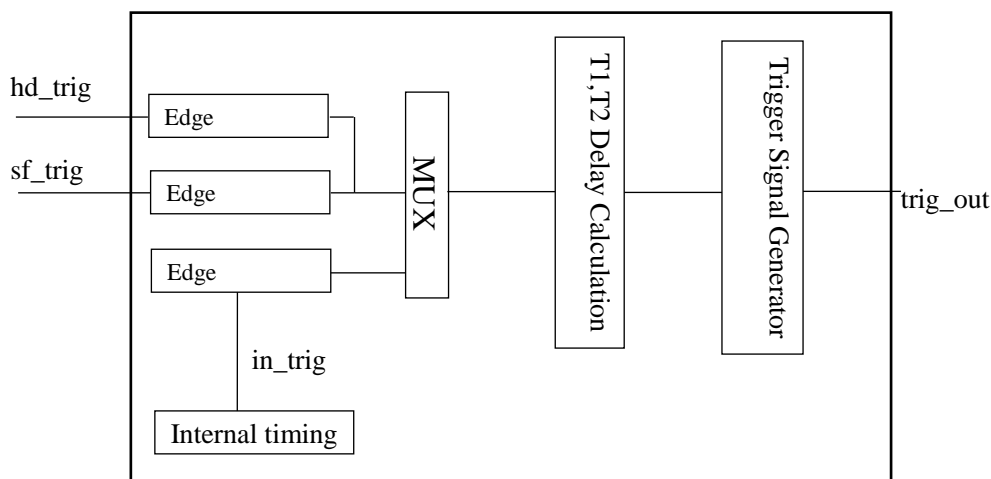 hd_trig
Edge
sf_trig
Edge
Edge
in_trig
Internal timing
MUX
T1,T2 Delay Calculation
Trigger Signal Generator
trig_out